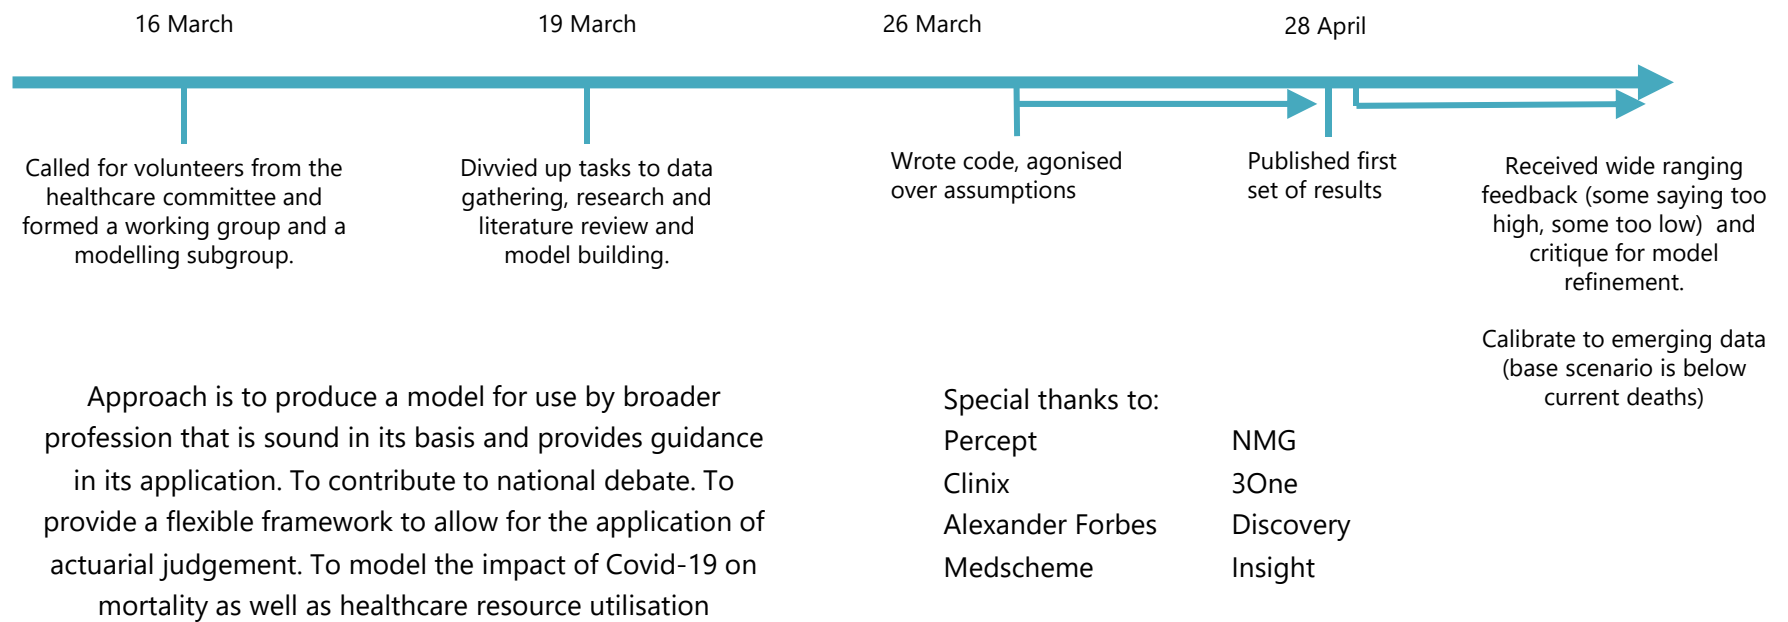 16 March
19 March
26 March
28 April
Called for volunteers from the
healthcare committee and
formed a working group and a
modelling subgroup.
Divvied up tasks to data
gathering, research and
literature review and
model building.
Wrote code, agonised
over assumptions
Published first
set of results
Received wide ranging
feedback (some saying too
high, some too low)  and
critique for model
refinement.
Calibrate to emerging data
(base scenario is below
current deaths)
Approach is to produce a model for use by broader
profession that is sound in its basis and provides guidance
in its application. To contribute to national debate. To
provide a flexible framework to allow for the application of
actuarial judgement. To model the impact of Covid-19 on
mortality as well as healthcare resource utilisation
Special thanks to:
Percept
Clinix
Alexander Forbes
Medscheme
NMG
3One
Discovery
Insight